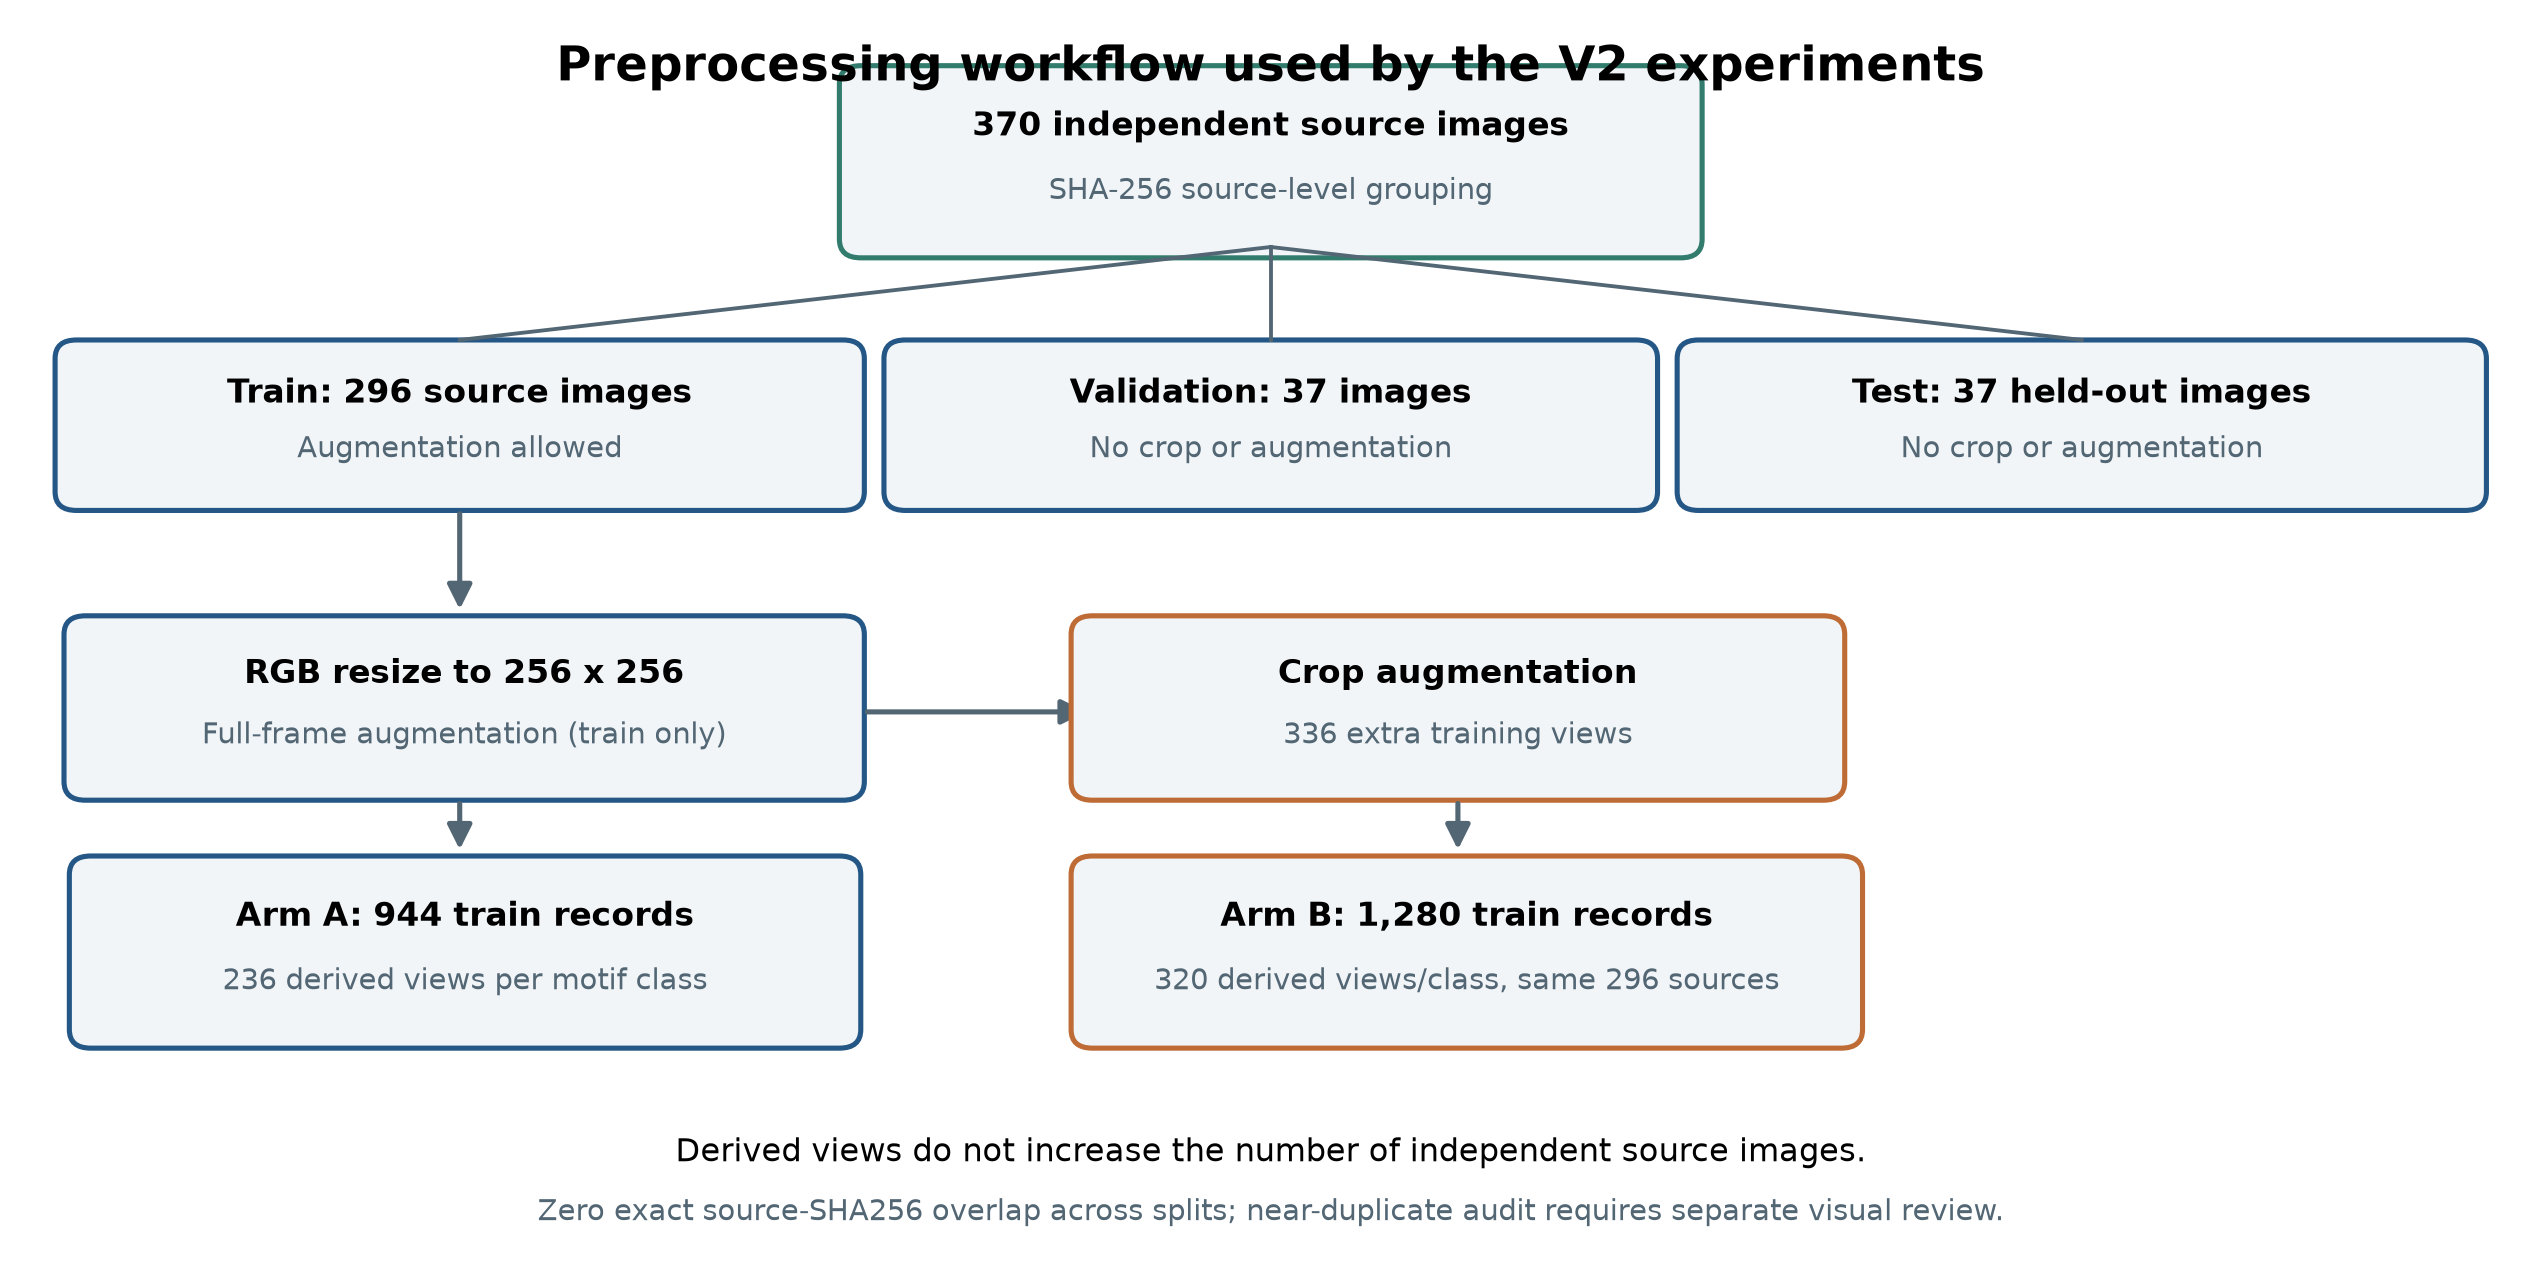 Preprocessing workflow used by the V2 experiments
370 independent source images
SHA-256 source-level grouping
Train: 296 source images
Augmentation allowed
Validation: 37 images
No crop or augmentation
Test: 37 held-out images
No crop or augmentation
RGB resize to 256 x 256
Full-frame augmentation (train only)
Crop augmentation
336 extra training views
Arm A: 944 train records
236 derived views per motif class
Arm B: 1,280 train records
320 derived views/class, same 296 sources
Derived views do not increase the number of independent source images.
Zero exact source-SHA256 overlap across splits; near-duplicate audit requires separate visual review.